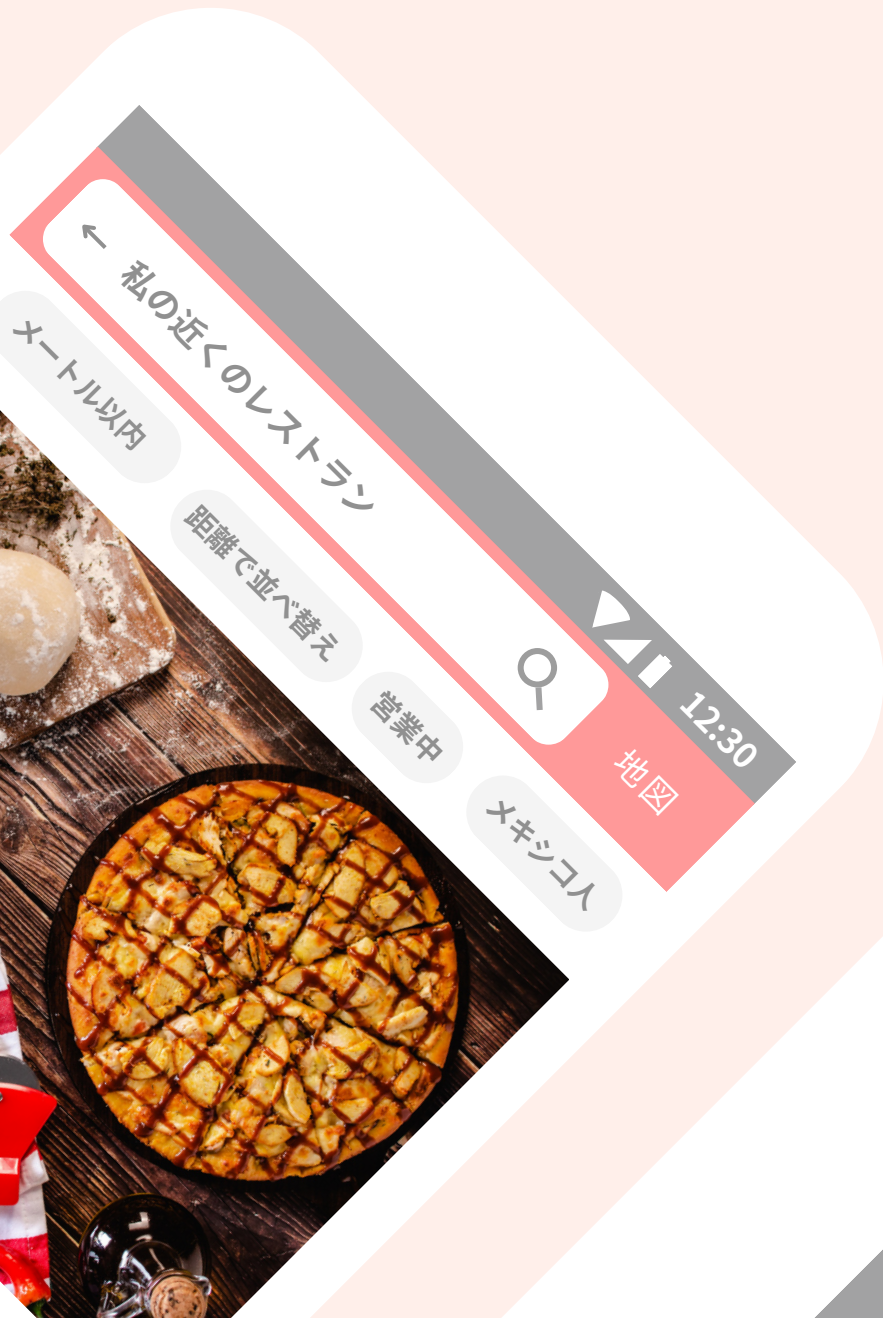 12:30
← 私の近くのレストラン
地図
メートル以内
距離で並べ替え
営業中
メキシコ人